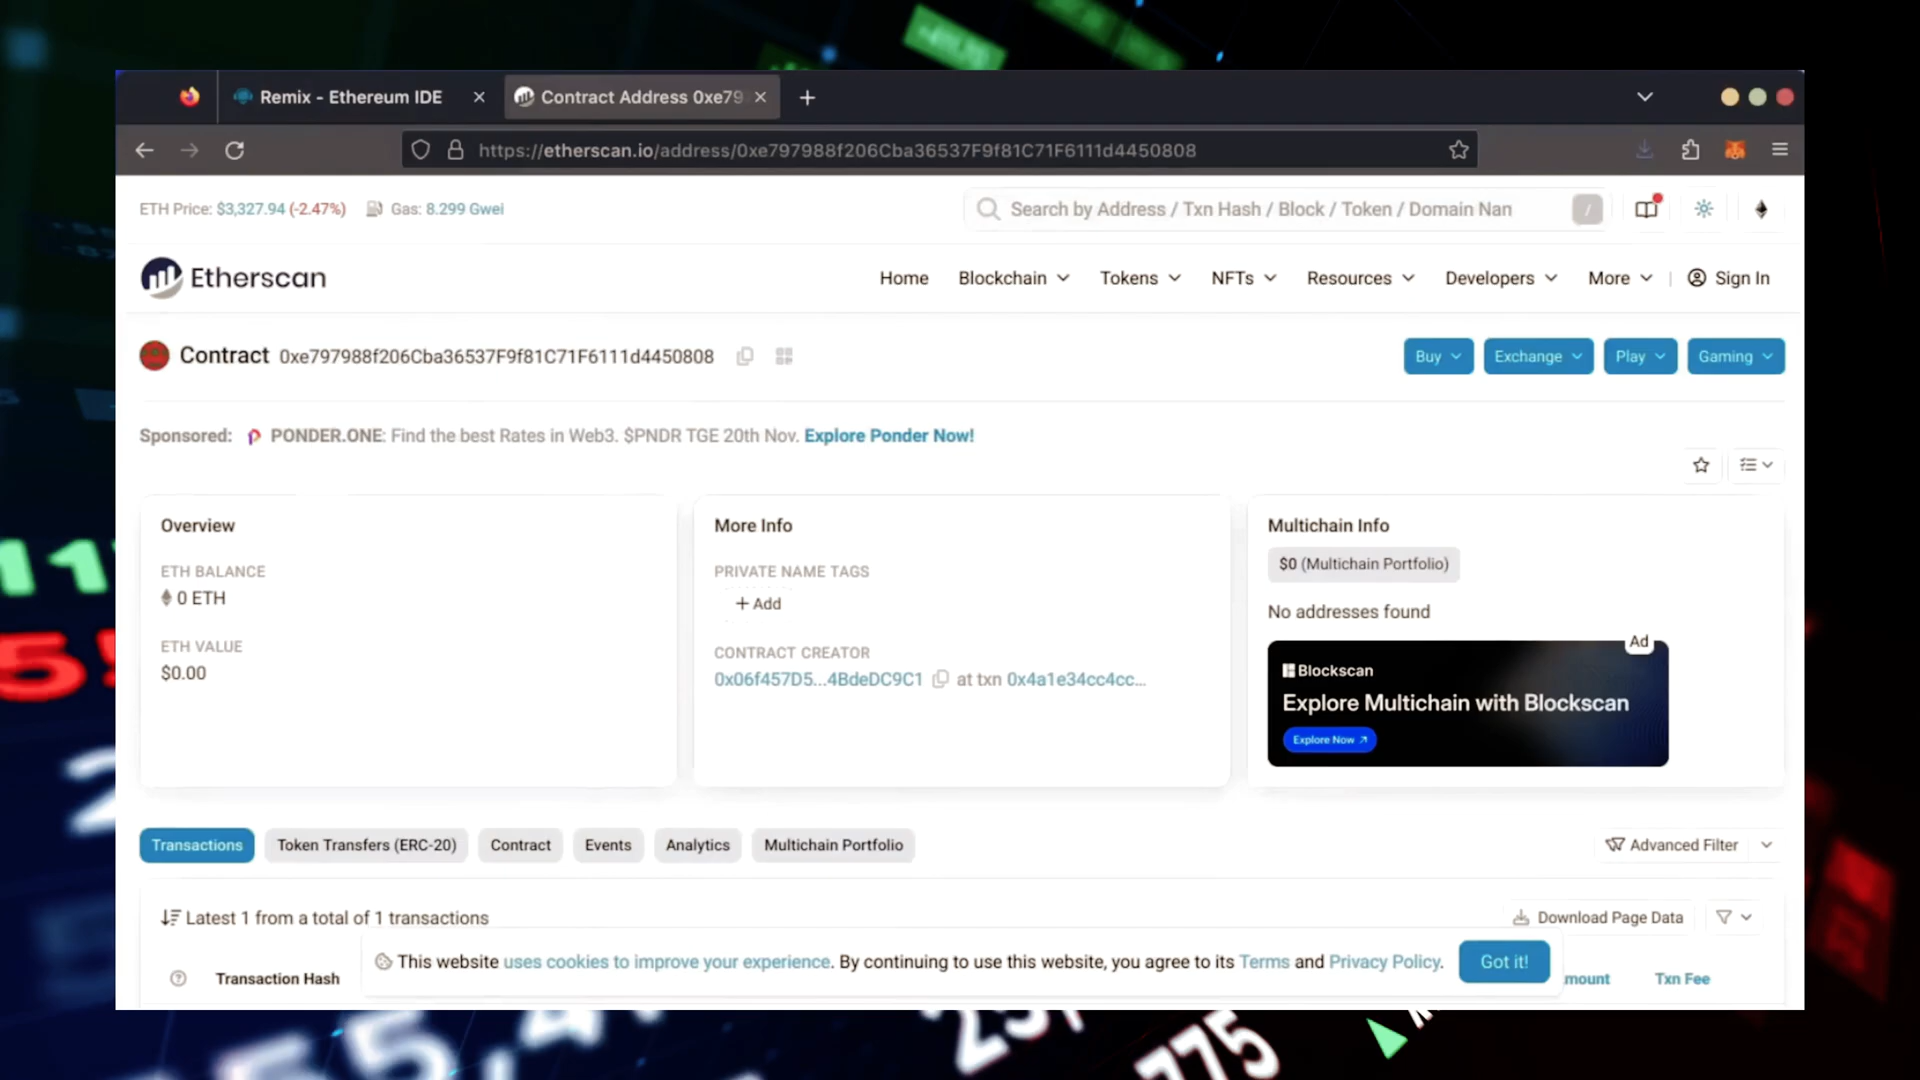 Remix - Ethereum IDE
Contract Address 0xe79
https://etherscan.io/address/0xe797988f206Cba36537F9f81C71F6111d4450808
ETH Price: $3,327.94 (-2.47%)
Gas: 8.299 Gwei
Search by Address / Txn Hash / Block / Token / Domain Nan
/
Etherscan
Home
Blockchain
Tokens
NFTs
Resources
Developers
More
Sign In
Contract 0xe797988f206Cba36537F9f81C71F6111d4450808
Buy
Exchange
Play
Gaming
Sponsored: PONDER.ONE: Find the best Rates in Web3. $PNDR TGE 20th Nov. Explore Ponder Now!
Overview
ETH BALANCE
0 ETH
ETH VALUE
$0.00
More Info
PRIVATE NAME TAGS
+ Add
CONTRACT CREATOR
0x06f457D5...4BdeDC9C1 at txn 0x4a1e34cc4cc...
Multichain Info
$0 (Multichain Portfolio)
No addresses found
Ad
Blockscan
Explore Multichain with Blockscan
Explore Now
Transactions
Token Transfers (ERC-20)
Contract
Events
Analytics
Multichain Portfolio
Advanced Filter
Latest 1 from a total of 1 transactions
Download Page Data
This website uses cookies to improve your experience. By continuing to use this website, you agree to its Terms and Privacy Policy.
Got it!
Transaction Hash
mount
Txn Fee
775